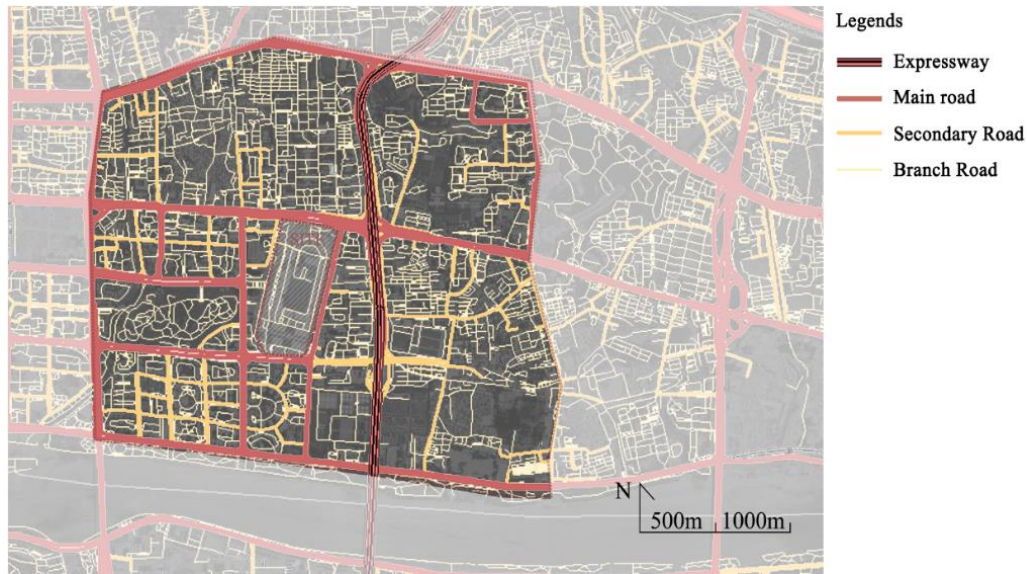 Legends
Expressway
Main road
Secondary Road
Branch Road
N
500m 1000m